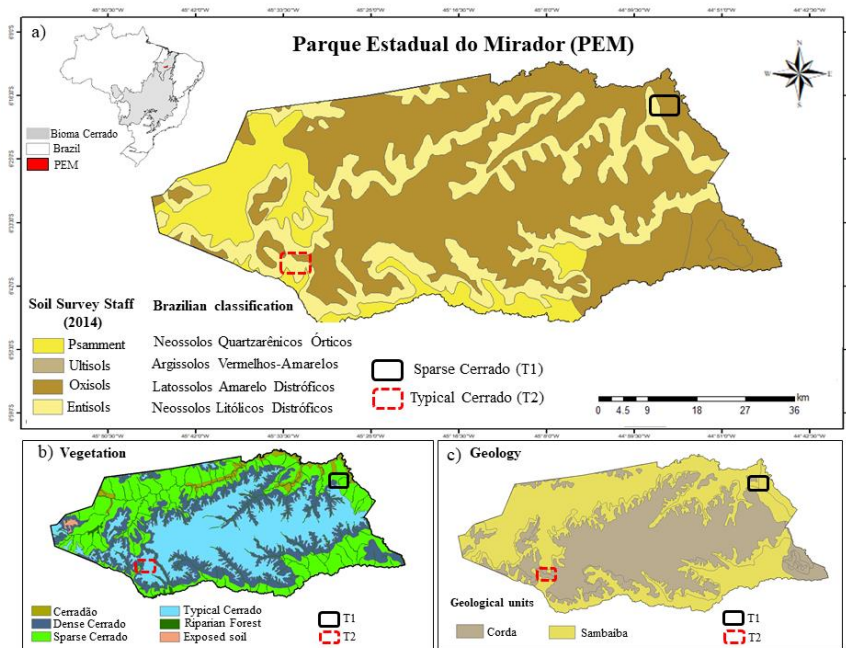 a)
Parque Estadual do Mirador (PEM)
N
W
E
S
Bioma Cerrado
Brazil
PEM
Soil Survey Staff
(2014)
Brazilian classification
Psamment
Neossolos Quartzarênicos Órticos
Ultisols
Argissolos Vermelhos-Amarelos
Oxisols
Latossolos Amarelo Distróficos
Entisols
Neossolos Litólicos Distróficos
Sparse Cerrado (T1)
Typical Cerrado (T2)
km
0 4.5 9 18 27 36
b) Vegetation
Cerradão
Dense Cerrado
Sparse Cerrado
Typical Cerrado
Riparian Forest
Exposed soil
T1
T2
c) Geology
Geological units
Corda
Sambaiba
T1
T2